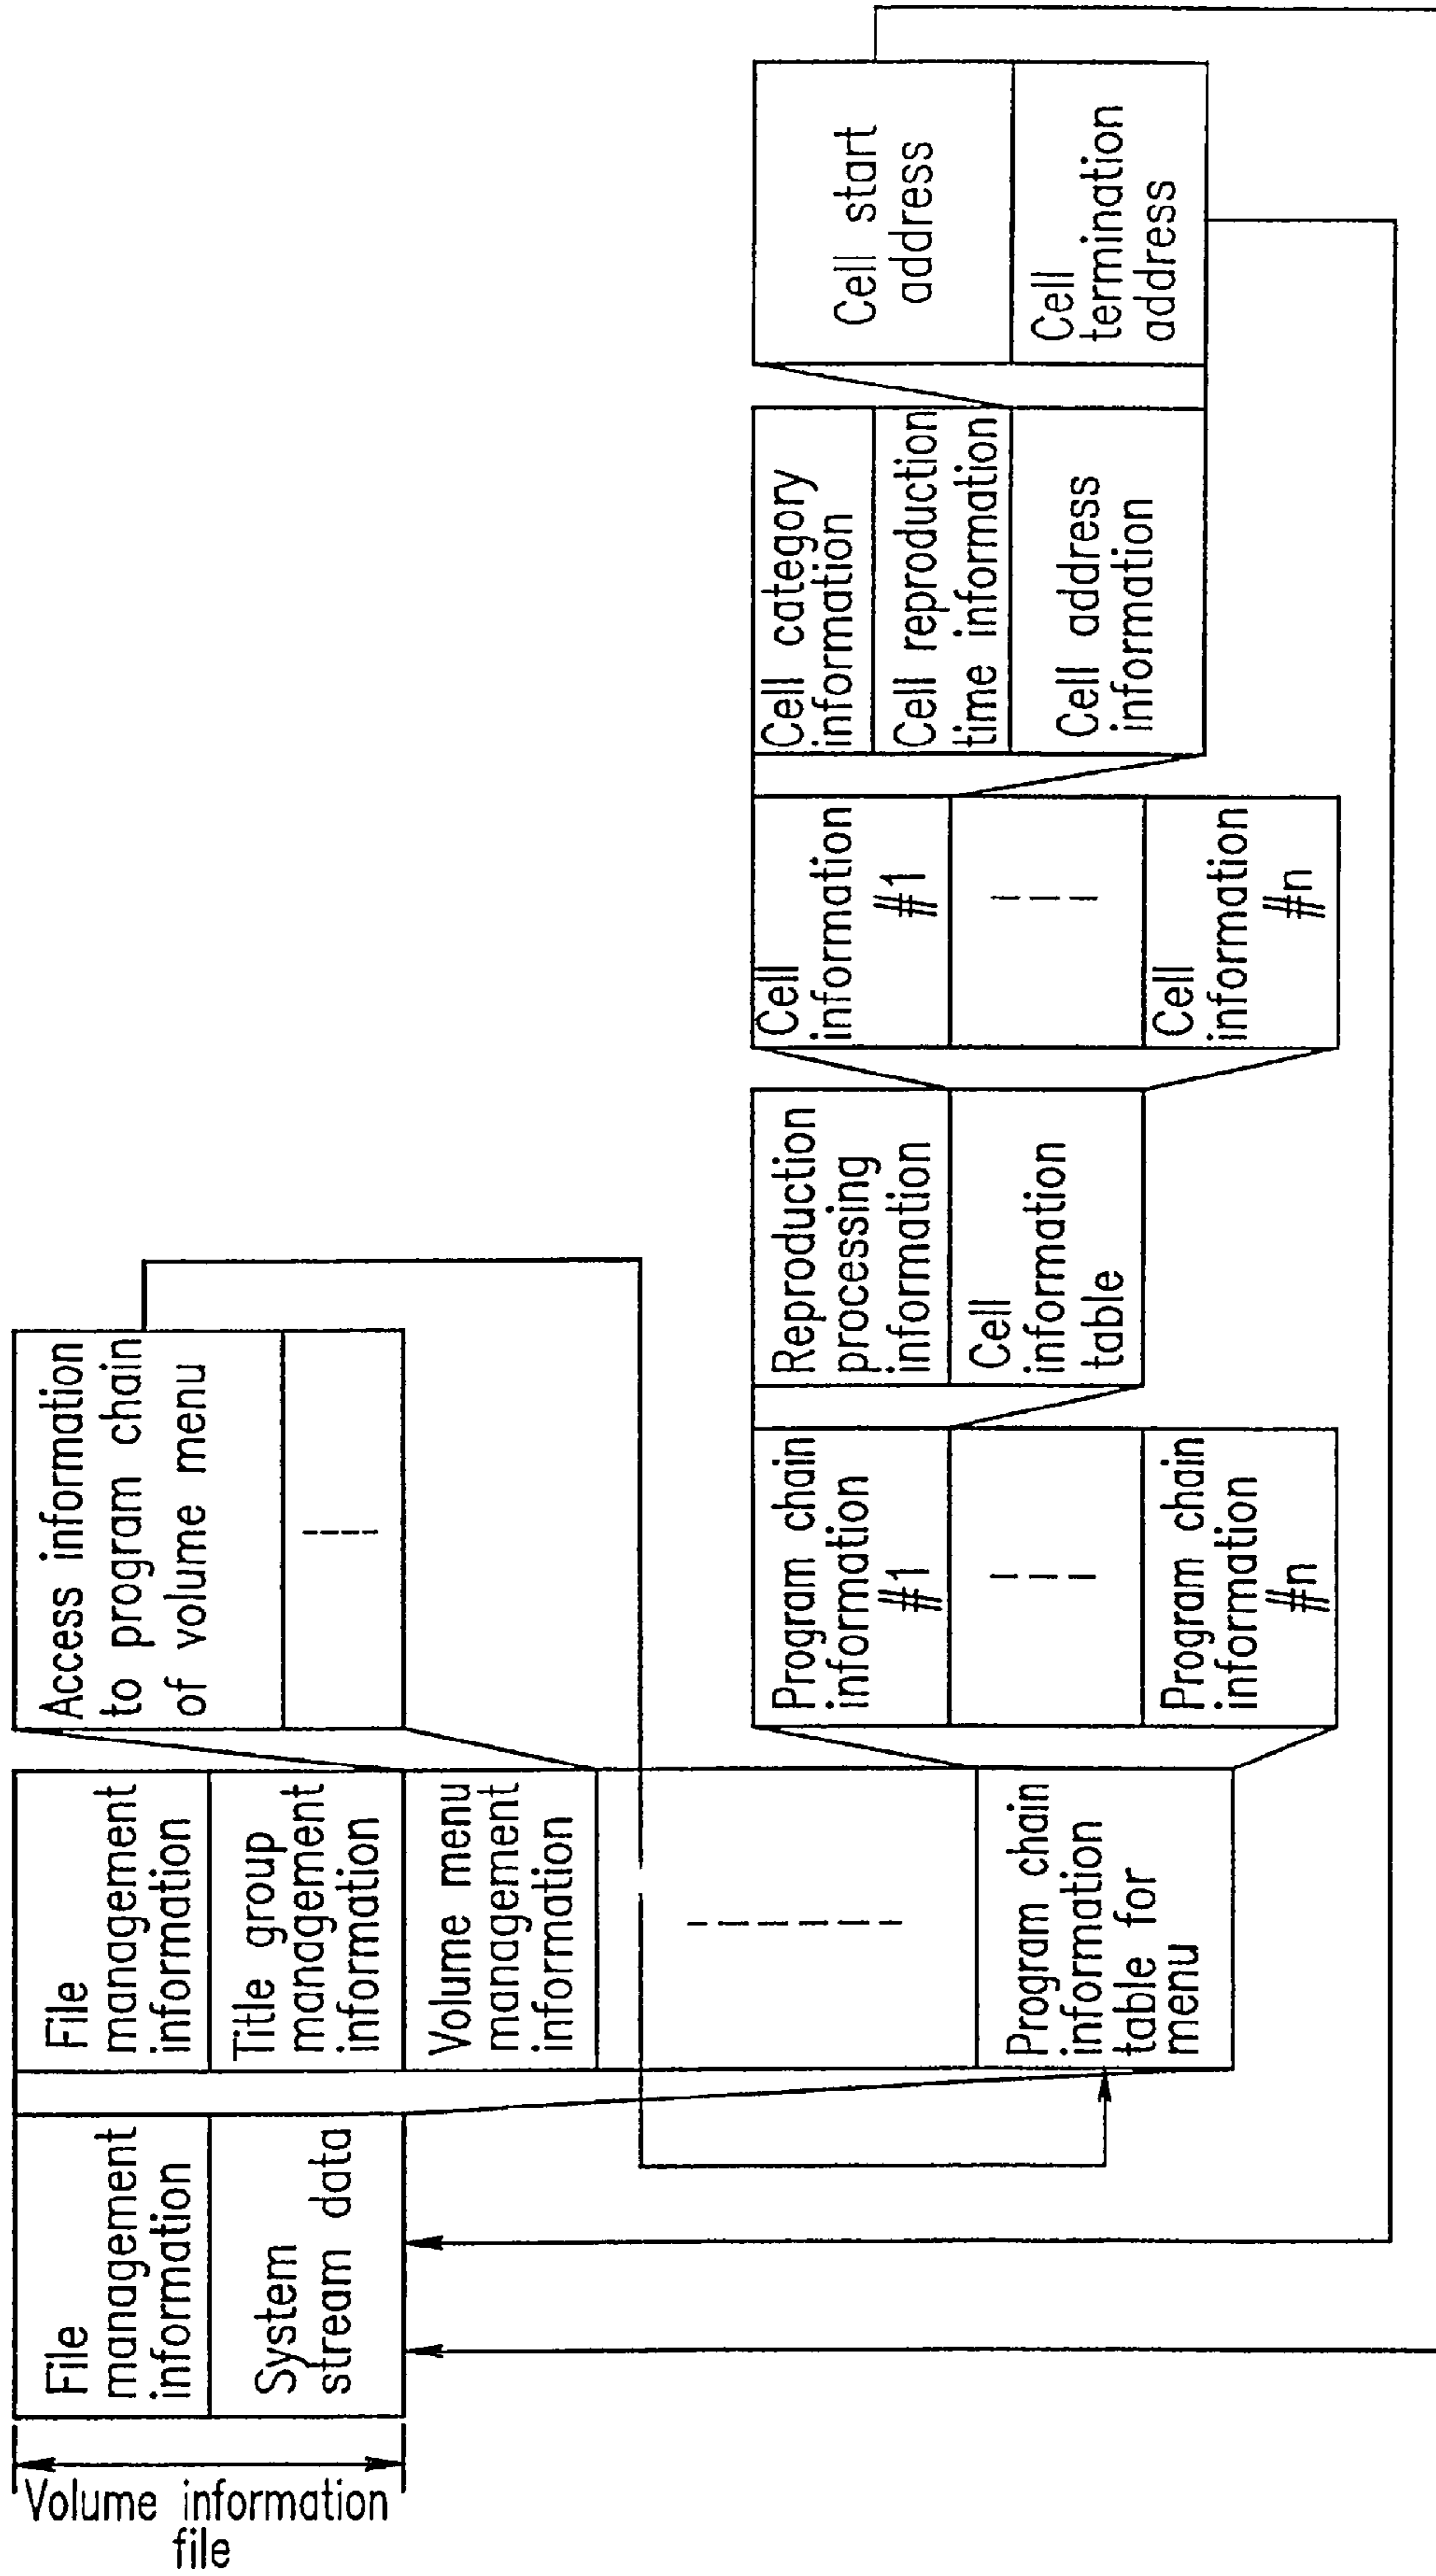 Volume information
file
File
management
information
System
stream data
File
management
information
Title group
management
information
Volume menu
management
information
Program chain
information
table for
menu
Access information
to program chain
of volume menu
Program chain
information
#1
Program chain
information
#n
Reproduction
processing
information
Cell
information
table
Cell
information
#1
Cell
information
#n
Cell category
information
Cell reproduction
time information
Cell address
information
Cell start
address
Cell
termination
address